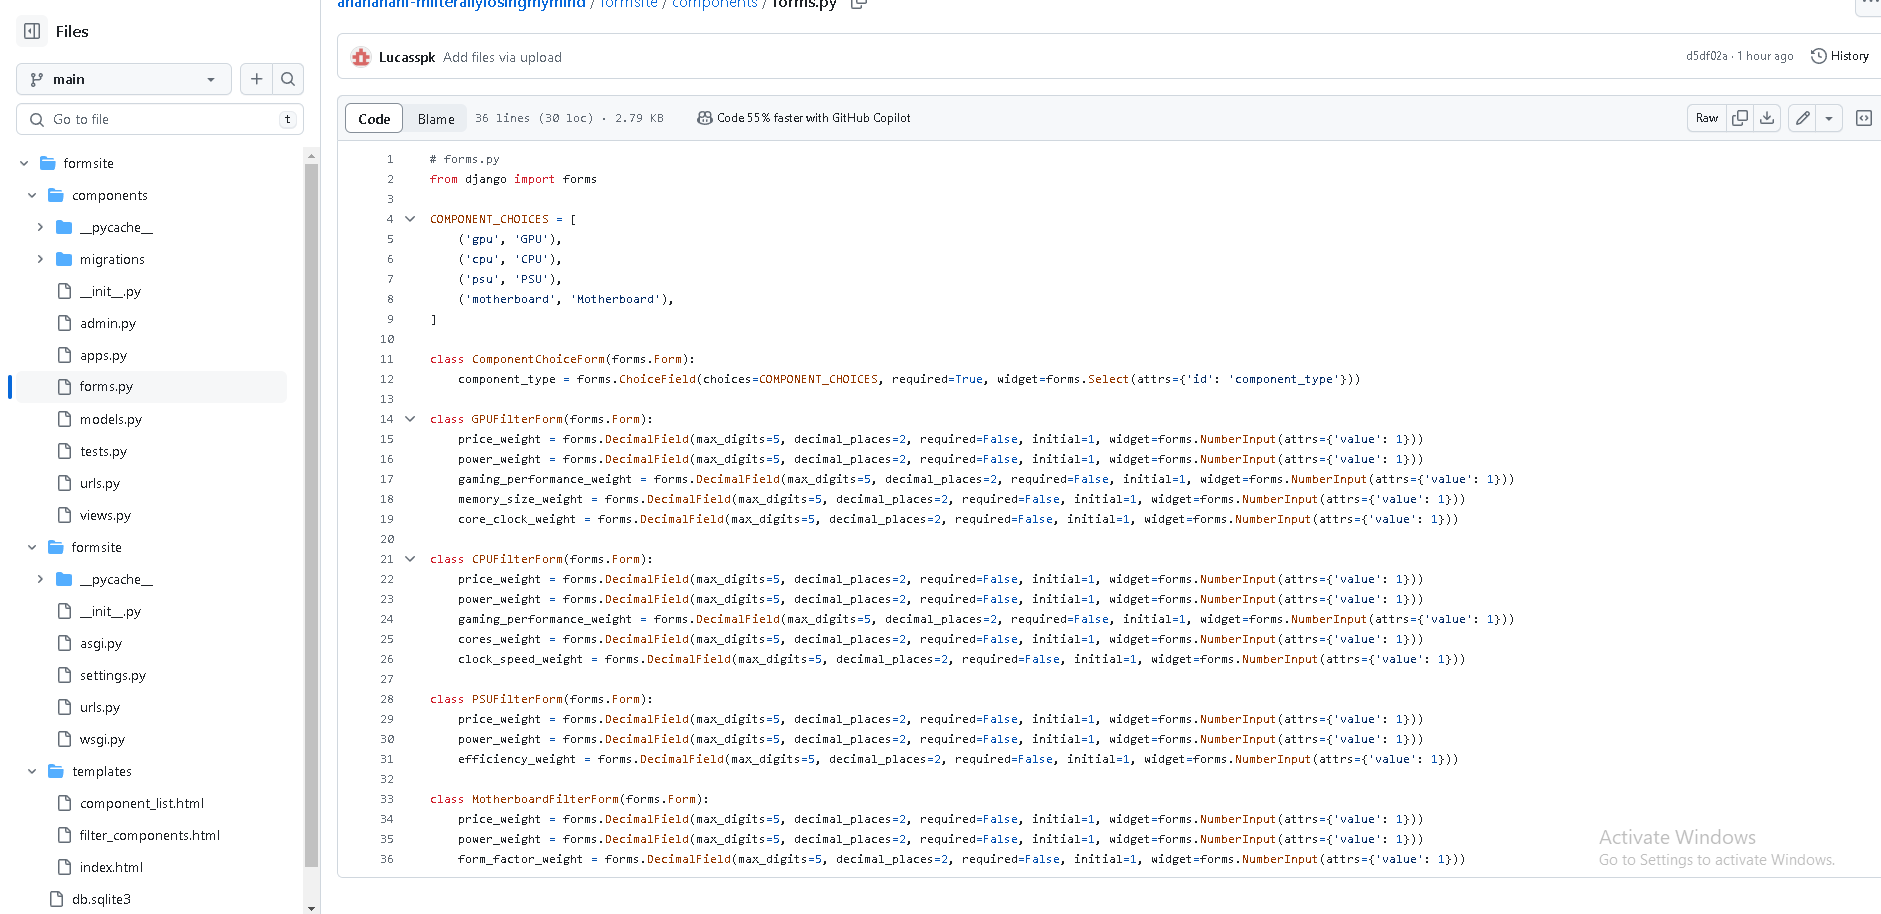 ahahahahi-milterallylosingmymind / formsite / components / forms.py
Files
main
Go to file
t
formsite
components
__pycache__
migrations
__init__.py
admin.py
apps.py
forms.py
models.py
tests.py
urls.py
views.py
formsite
__pycache__
__init__.py
asgi.py
settings.py
urls.py
wsgi.py
templates
component_list.html
filter_components.html
index.html
db.sqlite3
Lucasspk Add files via upload
d5df02a · 1 hour ago
History
Code
Blame
36 lines (30 loc) · 2.79 KB
Code 55% faster with GitHub Copilot
Raw
1 # forms.py
2 from django import forms
3
4 COMPONENT_CHOICES = [
5 ('gpu', 'GPU'),
6 ('cpu', 'CPU'),
7 ('psu', 'PSU'),
8 ('motherboard', 'Motherboard'),
9 ]
10
11 class ComponentChoiceForm(forms.Form):
12 component_type = forms.ChoiceField(choices=COMPONENT_CHOICES, required=True, widget=forms.Select(attrs={'id': 'component_type'}))
13
14 class GPUFilterForm(forms.Form):
15 price_weight = forms.DecimalField(max_digits=5, decimal_places=2, required=False, initial=1, widget=forms.NumberInput(attrs={'value': 1}))
16 power_weight = forms.DecimalField(max_digits=5, decimal_places=2, required=False, initial=1, widget=forms.NumberInput(attrs={'value': 1}))
17 gaming_performance_weight = forms.DecimalField(max_digits=5, decimal_places=2, required=False, initial=1, widget=forms.NumberInput(attrs={'value': 1}))
18 memory_size_weight = forms.DecimalField(max_digits=5, decimal_places=2, required=False, initial=1, widget=forms.NumberInput(attrs={'value': 1}))
19 core_clock_weight = forms.DecimalField(max_digits=5, decimal_places=2, required=False, initial=1, widget=forms.NumberInput(attrs={'value': 1}))
20
21 class CPUFilterForm(forms.Form):
22 price_weight = forms.DecimalField(max_digits=5, decimal_places=2, required=False, initial=1, widget=forms.NumberInput(attrs={'value': 1}))
23 power_weight = forms.DecimalField(max_digits=5, decimal_places=2, required=False, initial=1, widget=forms.NumberInput(attrs={'value': 1}))
24 gaming_performance_weight = forms.DecimalField(max_digits=5, decimal_places=2, required=False, initial=1, widget=forms.NumberInput(attrs={'value': 1}))
25 cores_weight = forms.DecimalField(max_digits=5, decimal_places=2, required=False, initial=1, widget=forms.NumberInput(attrs={'value': 1}))
26 clock_speed_weight = forms.DecimalField(max_digits=5, decimal_places=2, required=False, initial=1, widget=forms.NumberInput(attrs={'value': 1}))
27
28 class PSUFilterForm(forms.Form):
29 price_weight = forms.DecimalField(max_digits=5, decimal_places=2, required=False, initial=1, widget=forms.NumberInput(attrs={'value': 1}))
30 power_weight = forms.DecimalField(max_digits=5, decimal_places=2, required=False, initial=1, widget=forms.NumberInput(attrs={'value': 1}))
31 efficiency_weight = forms.DecimalField(max_digits=5, decimal_places=2, required=False, initial=1, widget=forms.NumberInput(attrs={'value': 1}))
32
33 class MotherboardFilterForm(forms.Form):
34 price_weight = forms.DecimalField(max_digits=5, decimal_places=2, required=False, initial=1, widget=forms.NumberInput(attrs={'value': 1}))
35 power_weight = forms.DecimalField(max_digits=5, decimal_places=2, required=False, initial=1, widget=forms.NumberInput(attrs={'value': 1}))
36 form_factor_weight = forms.DecimalField(max_digits=5, decimal_places=2, required=False, initial=1, widget=forms.NumberInput(attrs={'value': 1}))
Activate Windows
Go to Settings to activate Windows.